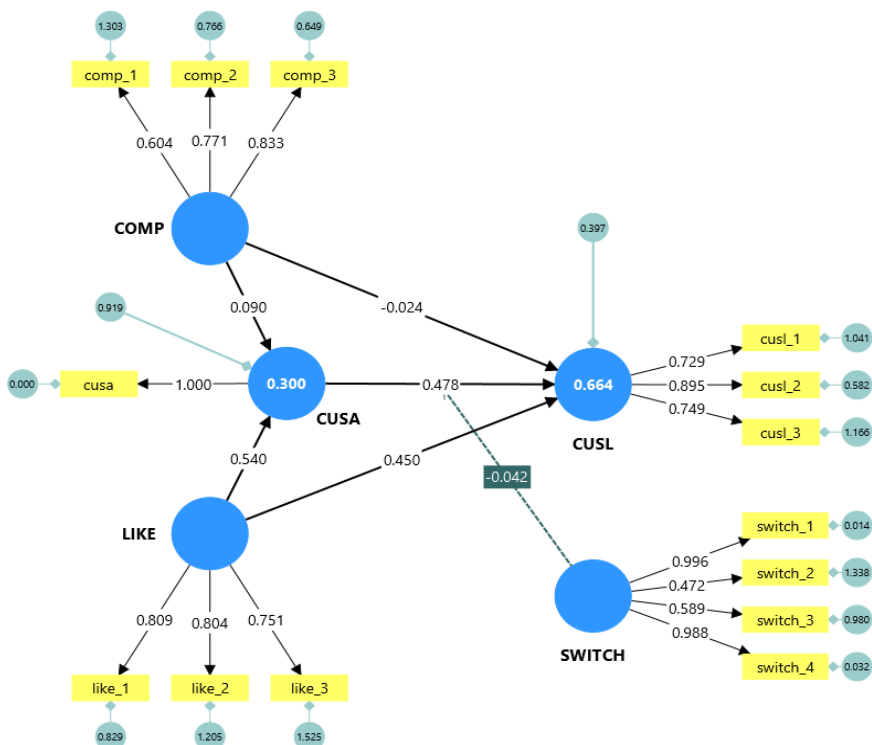 1.303 0.766 0.649
comp_1 comp_2 comp_3
0.604 0.771 0.833
COMP
0.397
0.919
0.090 -0.024
0.000 cusa 1.000 0.300 0.478 0.664
CUSA
CUSL
0.729 cusl_1 1.041
0.895 cusl_2 0.582
0.749 cusl_3 1.166
0.540 0.450
-0.042
LIKE
0.996 switch_1 0.014
0.472 switch_2 1.338
0.589 switch_3 0.980
0.988 switch_4 0.032
SWITCH
0.809 0.804 0.751
like_1 like_2 like_3
0.829 1.205 1.525